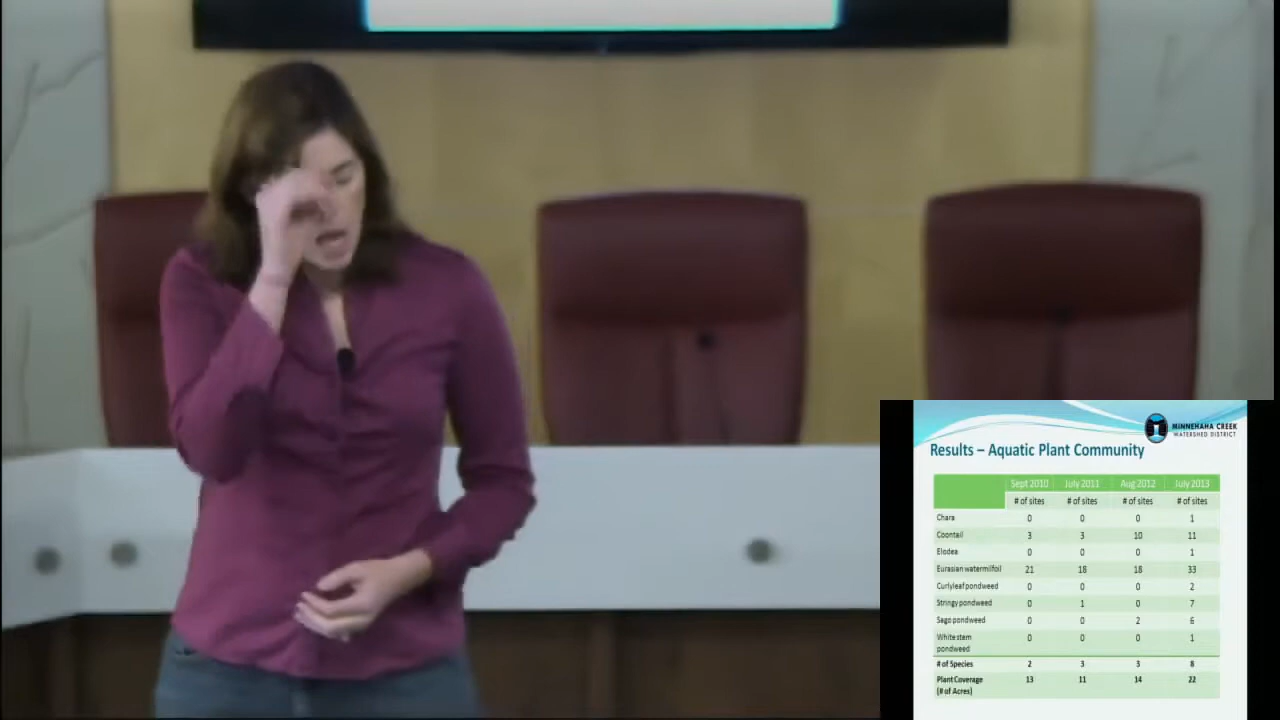 MINNEHAHA CREEK
WATERSHED DISTRICT
Results – Aquatic Plant Community
Sept 2010 July 2011 Aug 2012 July 2013
# of sites # of sites # of sites # of sites
Chara 0 0 0 1
Coontail 3 3 10 11
Elodea 0 0 0 1
Eurasian watermilfoil 21 18 18 33
Curlyleaf pondweed 0 0 0 2
Stringy pondweed 0 1 0 7
Sago pondweed 0 0 2 6
White stem 0 0 0 1
pondweed
# of Species 2 3 3 8
Plant Coverage 13 11 14 22
(# of Acres)